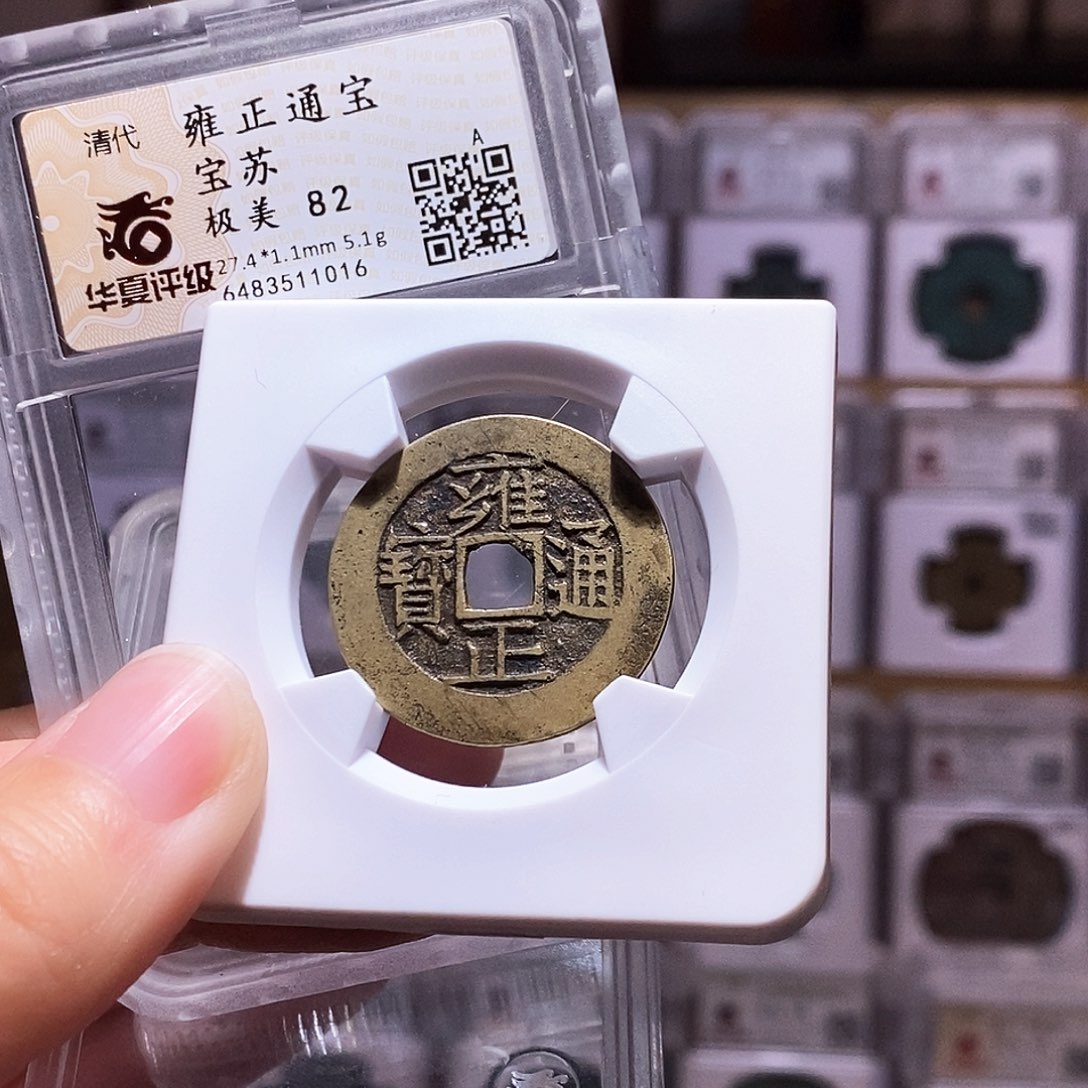 清代 雍正通宝
宝苏
极美 82
A
27.4*1.1mm 5.1g
华夏评级 6483511016
雍
正
通
寶